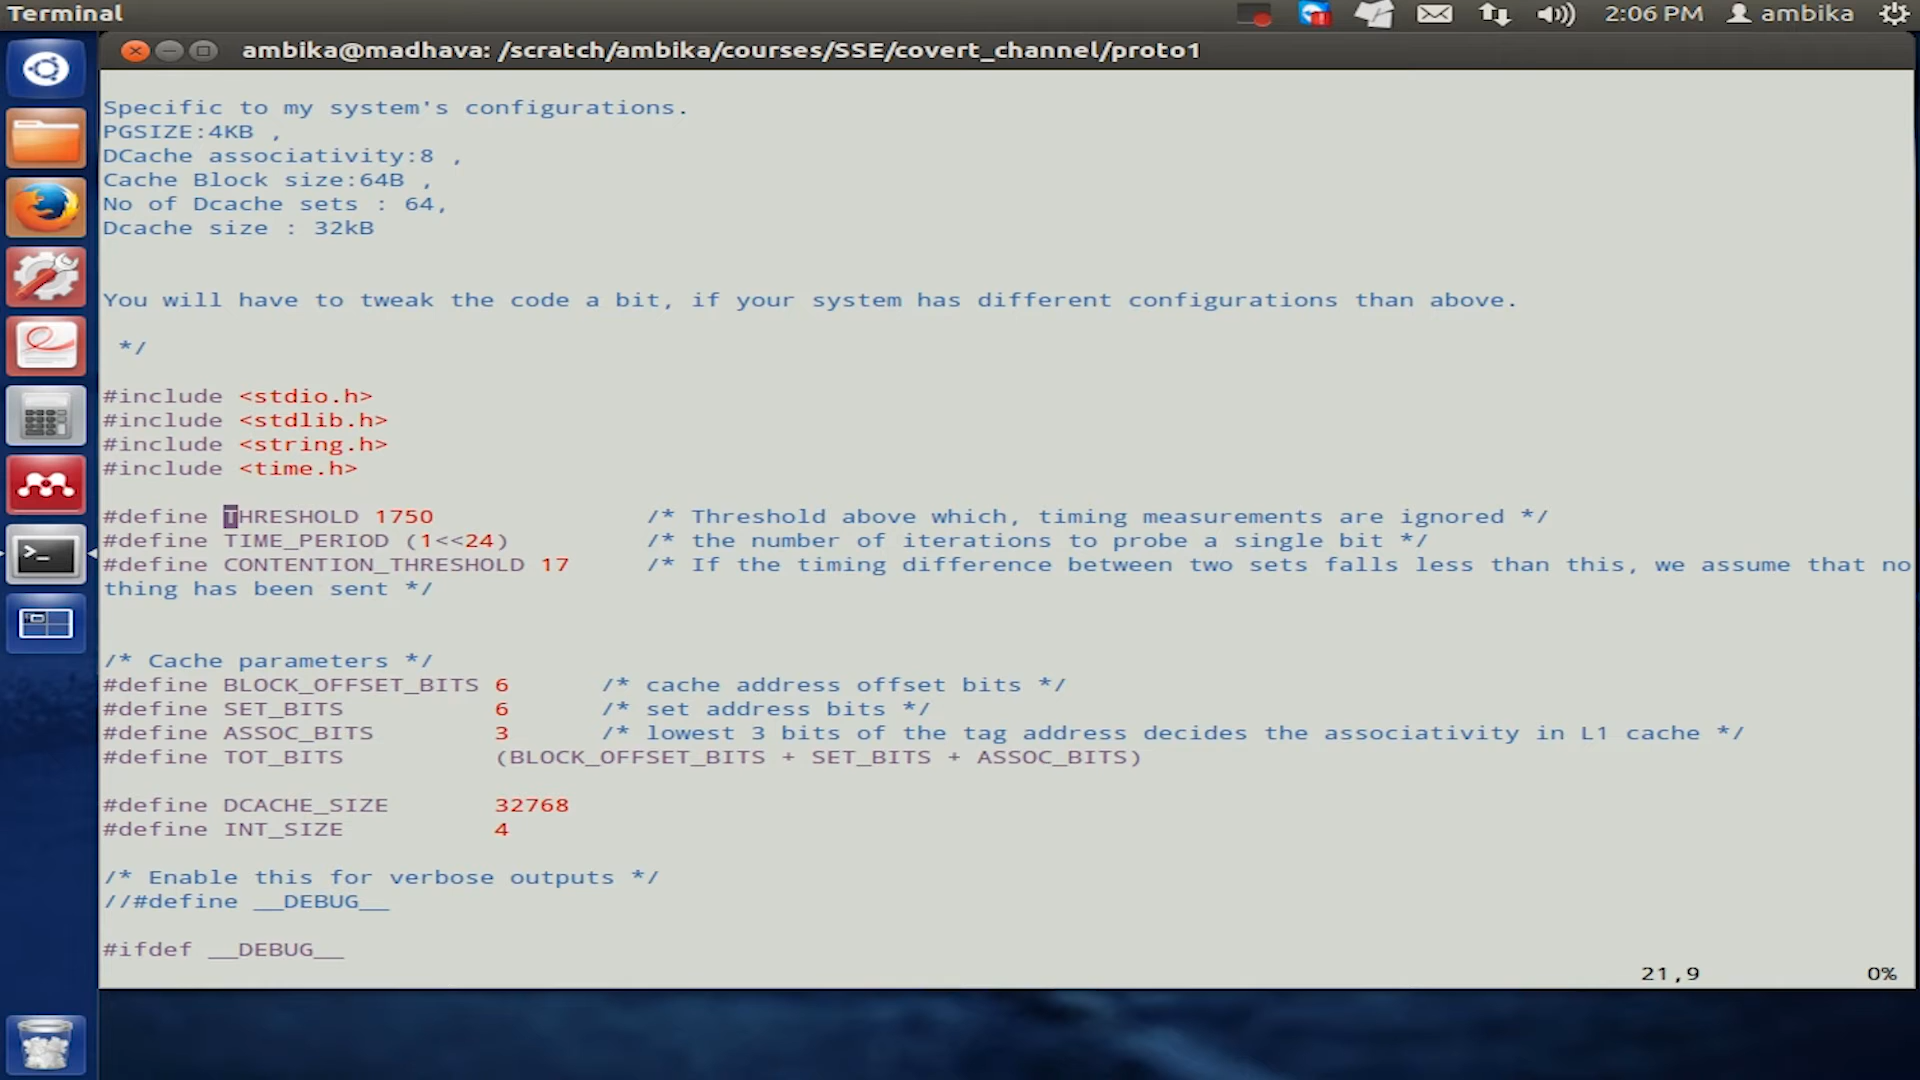 Terminal
2:06 PM ambika
ambika@madhava: /scratch/ambika/courses/SSE/covert_channel/proto1
Specific to my system's configurations.
PGSIZE:4KB ,
DCache associativity:8 ,
Cache Block size:64B ,
No of Dcache sets : 64,
Dcache size : 32kB
You will have to tweak the code a bit, if your system has different configurations than above.
*/
#include <stdio.h>
#include <stdlib.h>
#include <string.h>
#include <time.h>
#define THRESHOLD 1750 /* Threshold above which, timing measurements are ignored */
#define TIME_PERIOD (1<<24) /* the number of iterations to probe a single bit */
#define CONTENTION_THRESHOLD 17 /* If the timing difference between two sets falls less than this, we assume that no
thing has been sent */
/* Cache parameters */
#define BLOCK_OFFSET_BITS 6 /* cache address offset bits */
#define SET_BITS 6 /* set address bits */
#define ASSOC_BITS 3 /* lowest 3 bits of the tag address decides the associativity in L1 cache */
#define TOT_BITS (BLOCK_OFFSET_BITS + SET_BITS + ASSOC_BITS)
#define DCACHE_SIZE 32768
#define INT_SIZE 4
/* Enable this for verbose outputs */
//#define __DEBUG__
#ifdef __DEBUG__
21,9 0%